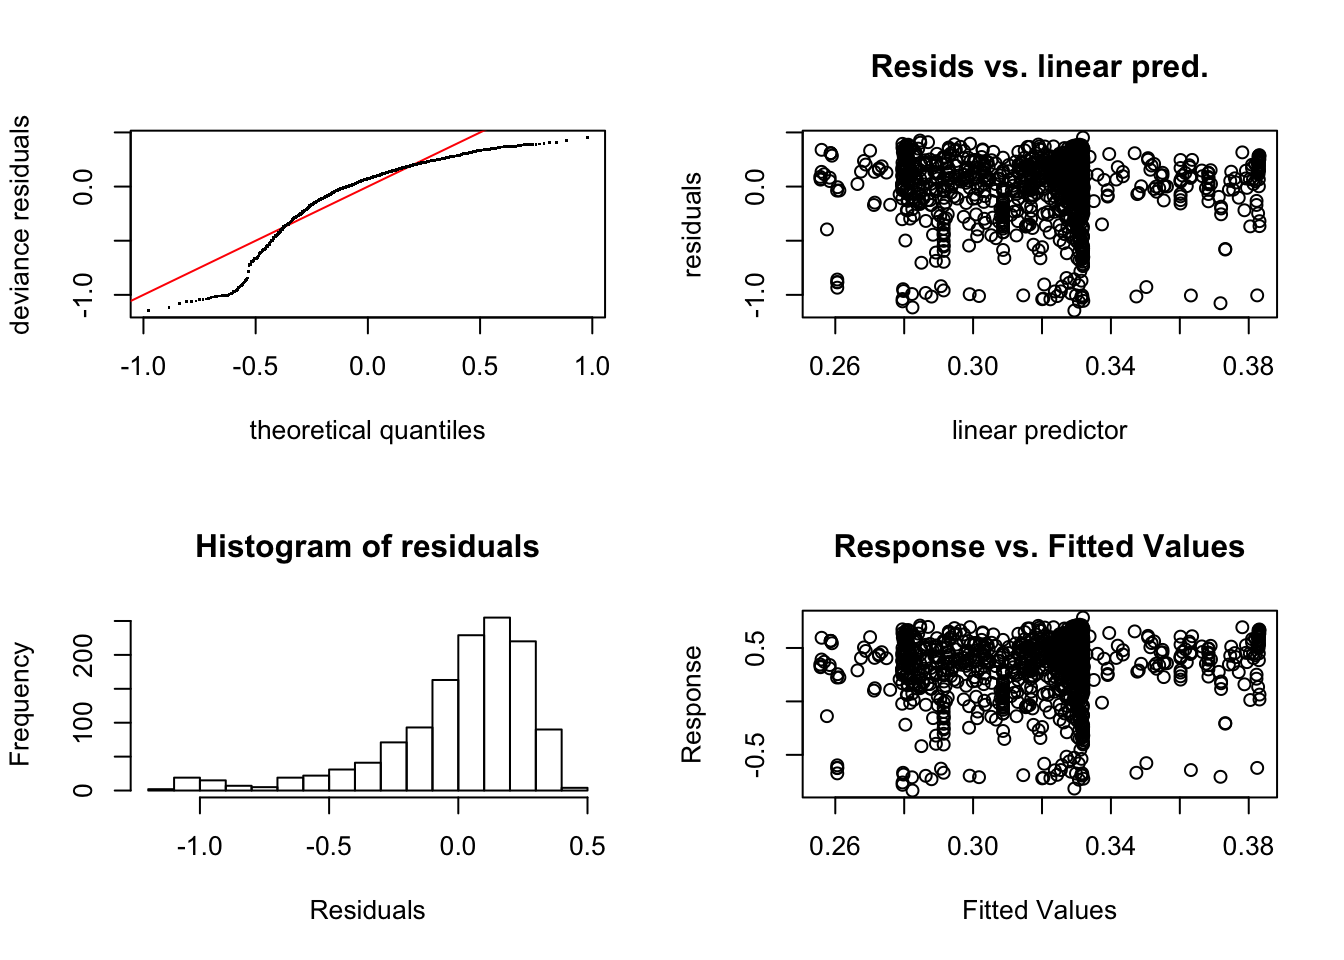 deviance residuals
0.0
-1.0
-1.0 -0.5 0.0 0.5 1.0
theoretical quantiles
Resids vs. linear pred.
residuals
0.0
-1.0
0.26 0.30 0.34 0.38
linear predictor
Histogram of residuals
Frequency
200
100
0
-1.0 -0.5 0.0 0.5
Residuals
Response vs. Fitted Values
Response
0.5
-0.5
0.26 0.30 0.34 0.38
Fitted Values